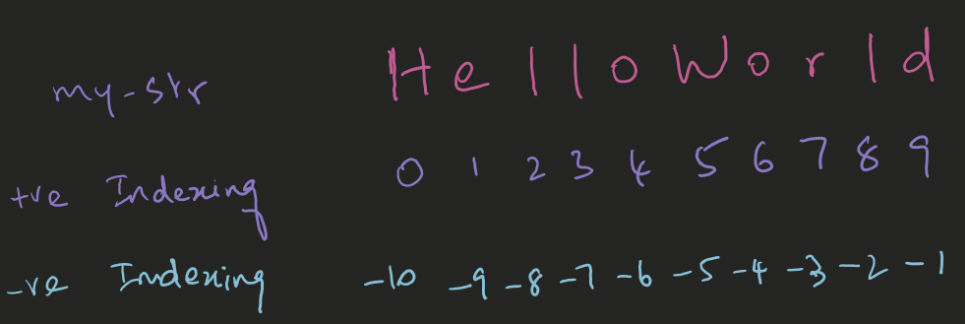 my-str H e l l o W o r l d
+ve Indexing 0 1 2 3 4 5 6 7 8 9
-ve Indexing -10 -9 -8 -7 -6 -5 -4 -3 -2 -1